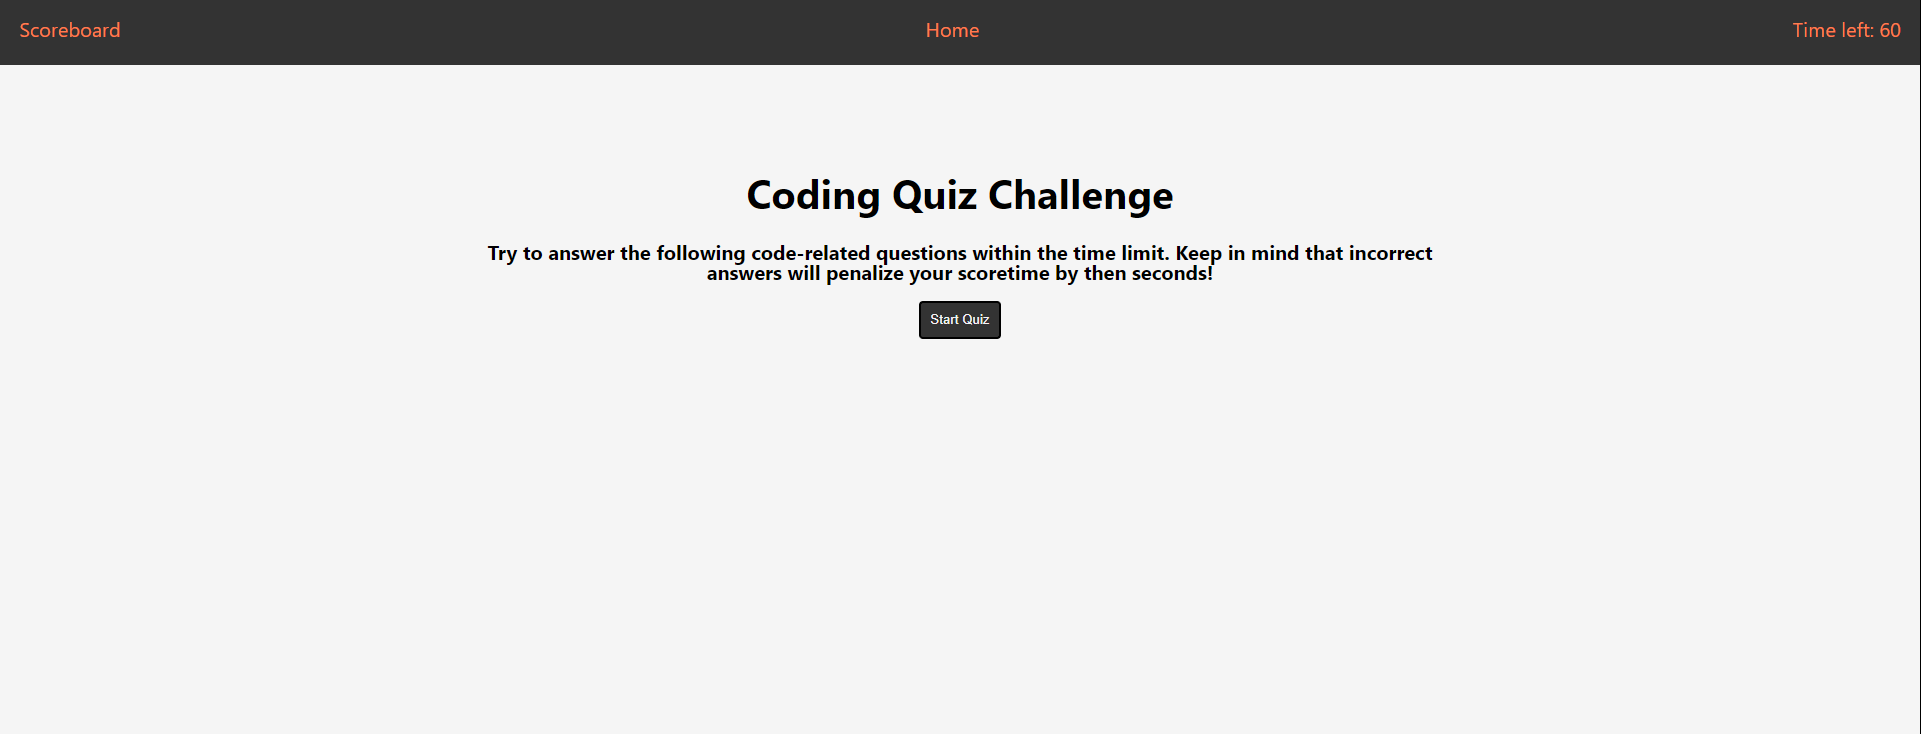 Scoreboard
Home
Time left: 60
Coding Quiz Challenge
Try to answer the following code-related questions within the time limit. Keep in mind that incorrect
answers will penalize your scoretime by then seconds!
Start Quiz